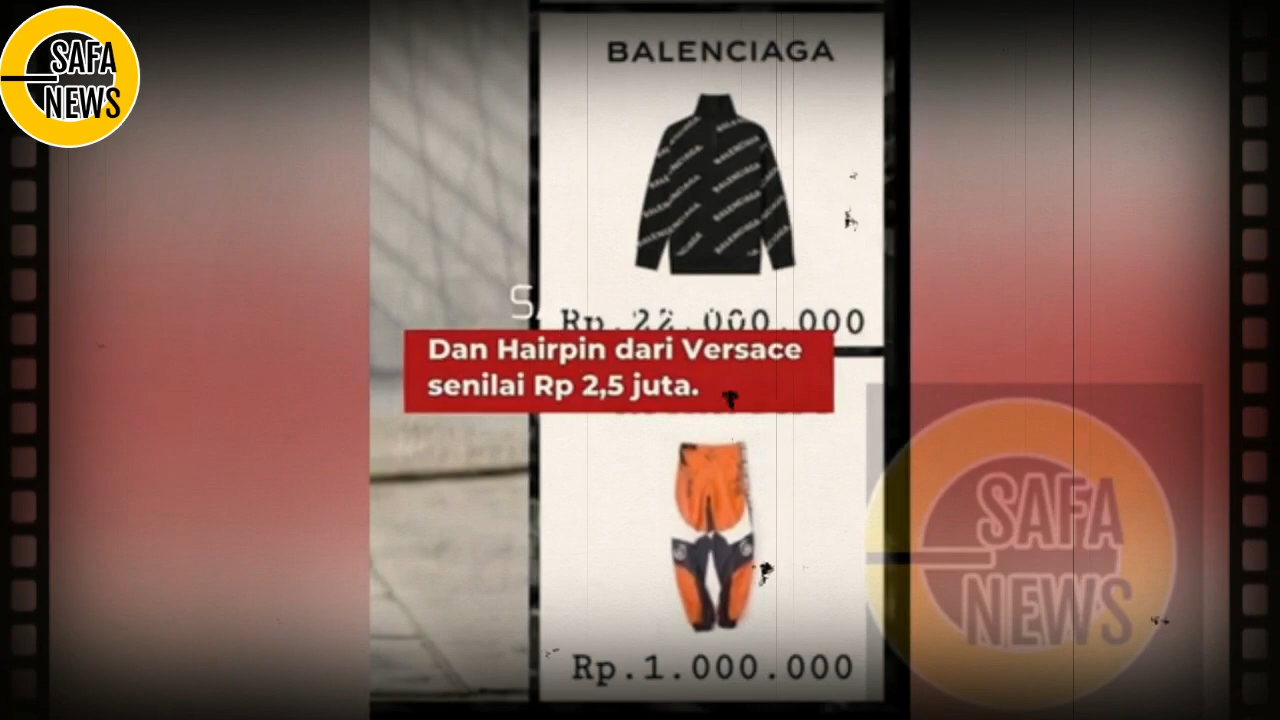 SAFA
NEWS
BALENCIAGA
Rp.22.000.000
Dan Hairpin dari Versace
senilai Rp 2,5 juta.
Rp.1.000.000
SAFA
NEWS